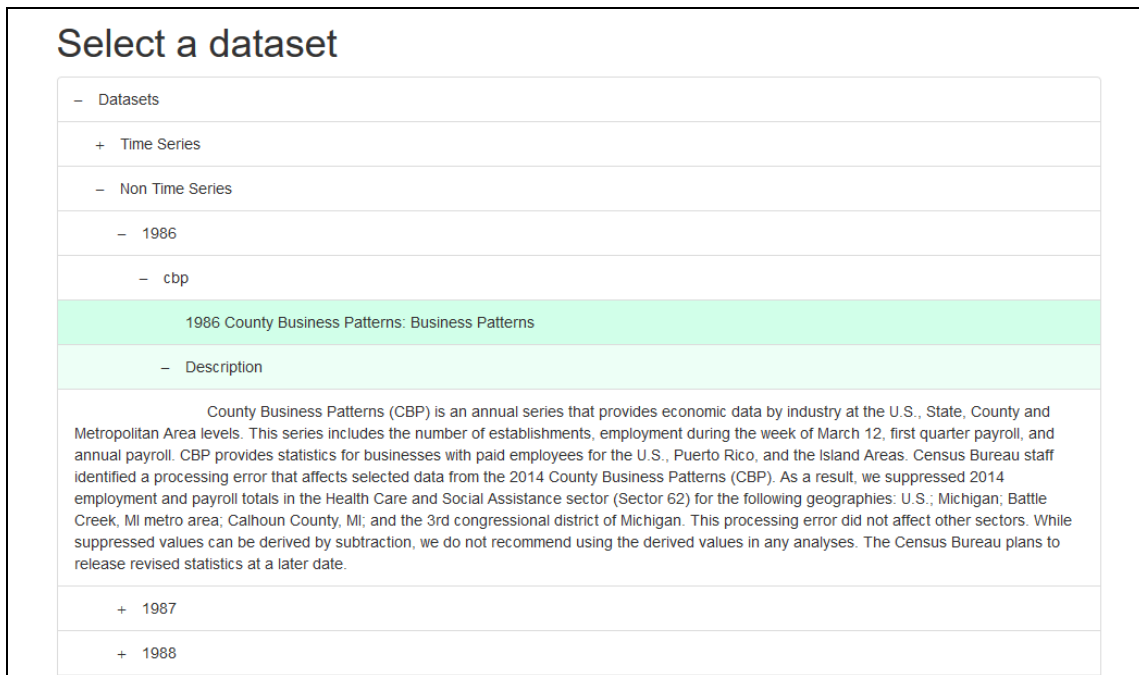 Select a dataset
– Datasets
+ Time Series
– Non Time Series
– 1986
– cbp
1986 County Business Patterns: Business Patterns
– Description
County Business Patterns (CBP) is an annual series that provides economic data by industry at the U.S., State, County and
Metropolitan Area levels. This series includes the number of establishments, employment during the week of March 12, first quarter payroll, and
annual payroll. CBP provides statistics for businesses with paid employees for the U.S., Puerto Rico, and the Island Areas. Census Bureau staff
identified a processing error that affects selected data from the 2014 County Business Patterns (CBP). As a result, we suppressed 2014
employment and payroll totals in the Health Care and Social Assistance sector (Sector 62) for the following geographies: U.S.; Michigan; Battle
Creek, MI metro area; Calhoun County, MI; and the 3rd congressional district of Michigan. This processing error did not affect other sectors. While
suppressed values can be derived by subtraction, we do not recommend using the derived values in any analyses. The Census Bureau plans to
release revised statistics at a later date.
+ 1987
+ 1988